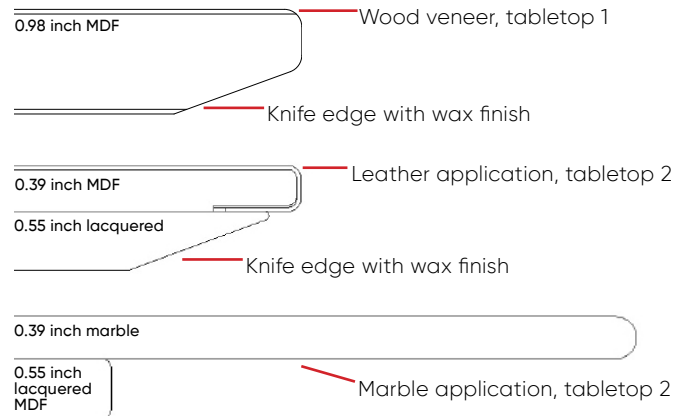 0.98 inch MDF
Wood veneer, tabletop 1
Knife edge with wax finish
0.39 inch MDF
Leather application, tabletop 2
0.55 inch lacquered
Knife edge with wax finish
0.39 inch marble
0.55 inch
lacquered
MDF
Marble application, tabletop 2